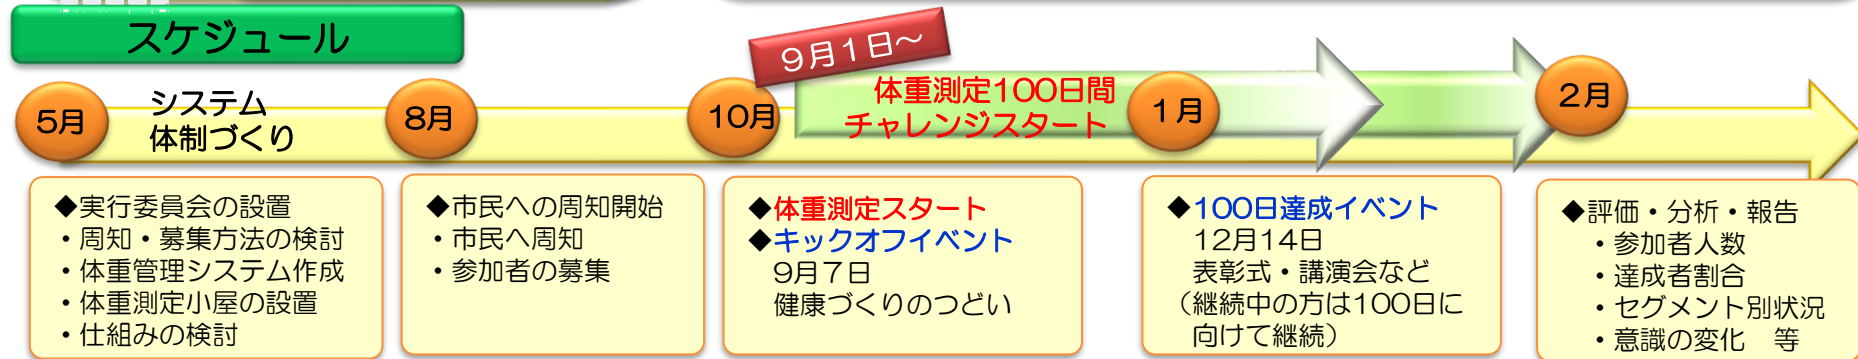 スケジュール
9月1日～
5月
システム
体制づくり
8月
10月
体重測定100日間
チャレンジスタート
1月
2月
◆実行委員会の設置
・周知・募集方法の検討
・体重管理システム作成
・体重測定小屋の設置
・仕組みの検討
◆市民への周知開始
・市民へ周知
・参加者の募集
◆体重測定スタート
◆キックオフイベント
9月７日
健康づくりのつどい
◆100日達成イベント
12月14日
表彰式・講演会など
（継続中の方は100日に
向けて継続）
◆評価・分析・報告
・参加者人数
・達成者割合
・セグメント別状況
・意識の変化　等